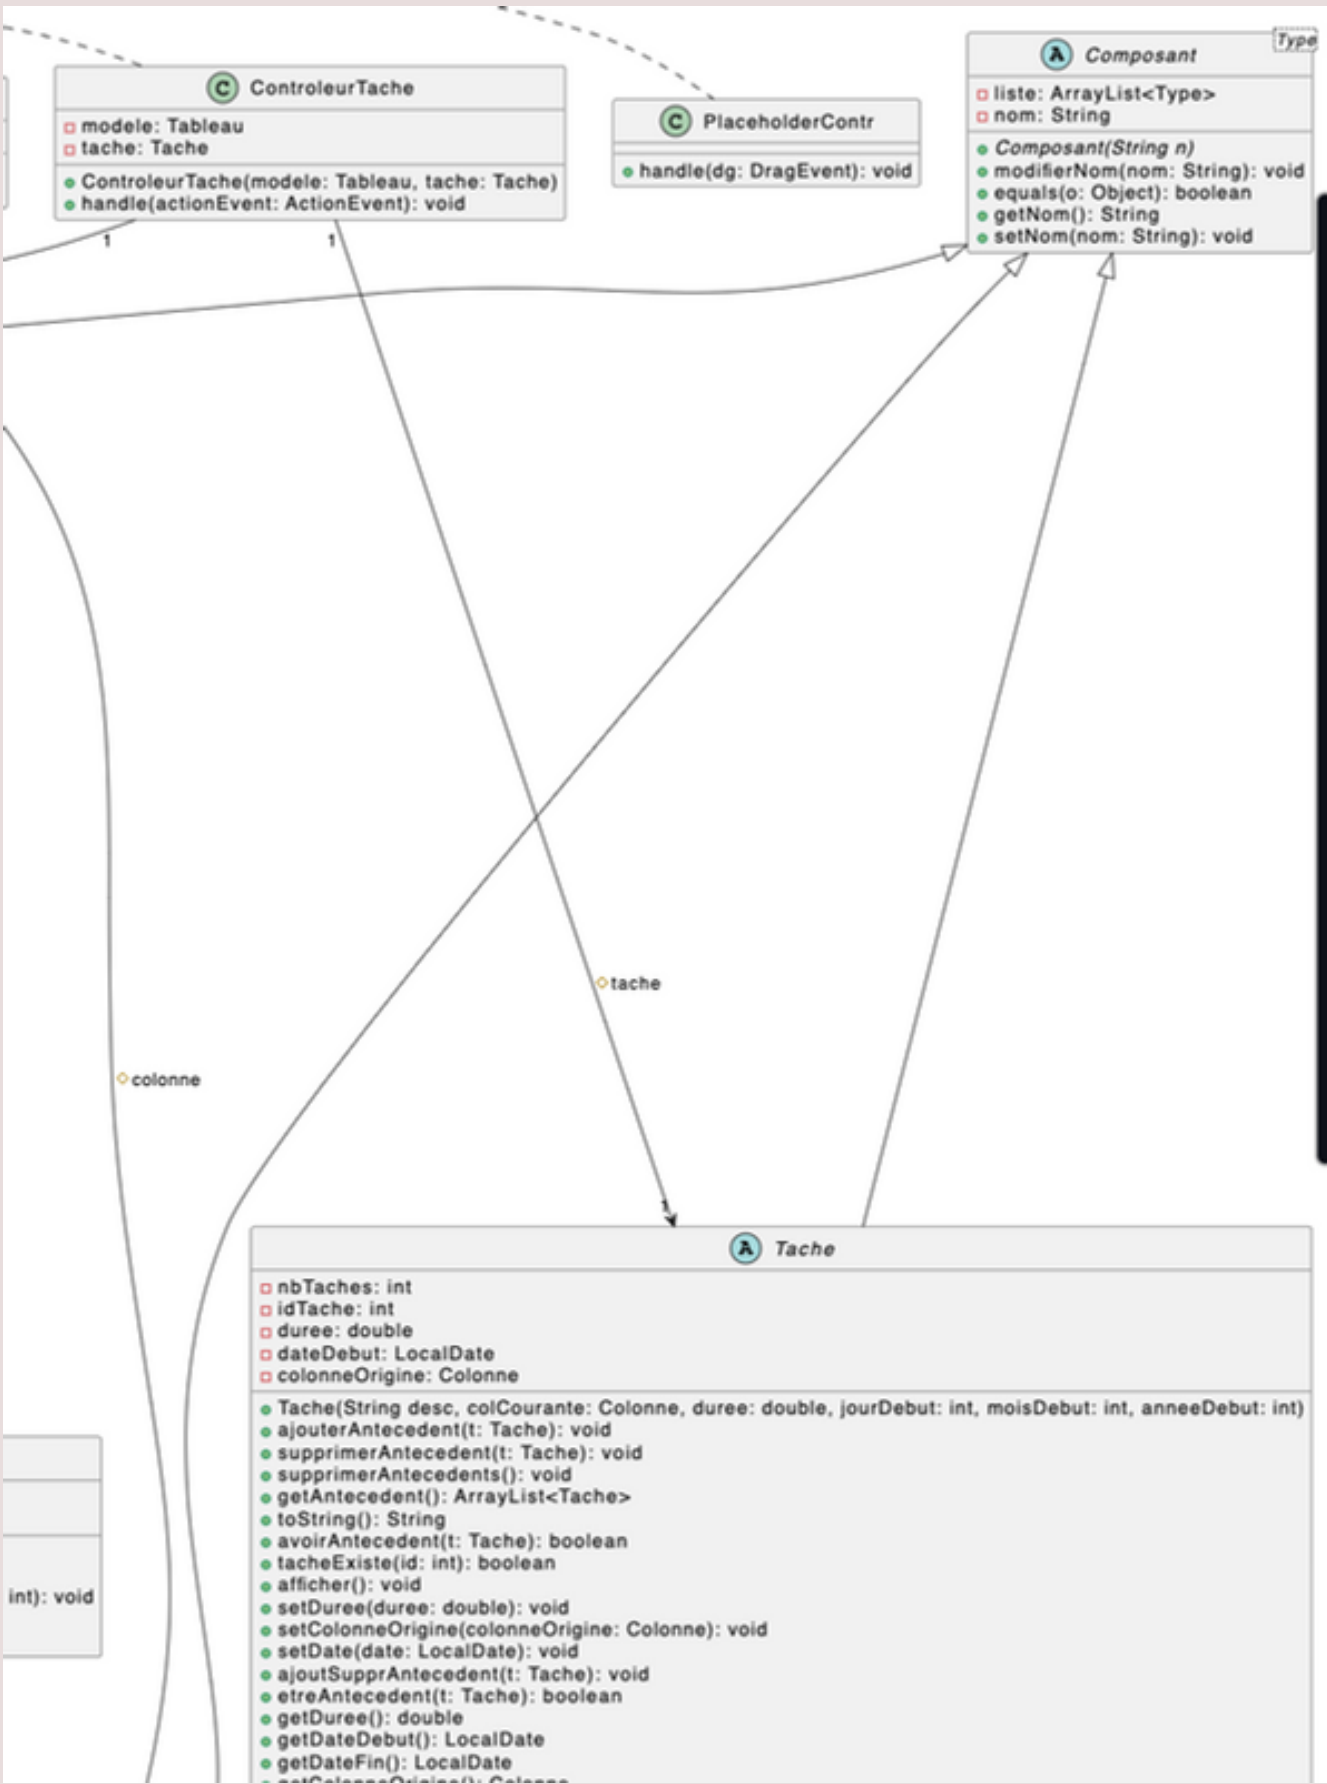 C ControleurTache
modele: Tableau
tache: Tache
ControleurTache(modele: Tableau, tache: Tache)
handle(actionEvent: ActionEvent): void
1
1
C PlaceholderContr
handle(dg: DragEvent): void
Type
A Composant
liste: ArrayList<Type>
nom: String
Composant(String n)
modifierNom(nom: String): void
equals(o: Object): boolean
getNom(): String
setNom(nom: String): void
tache
colonne
1
A Tache
nbTaches: int
idTache: int
duree: double
dateDebut: LocalDate
colonneOrigine: Colonne
Tache(String desc, colCourante: Colonne, duree: double, jourDebut: int, moisDebut: int, anneeDebut: int)
ajouterAntecedent(t: Tache): void
supprimerAntecedent(t: Tache): void
supprimerAntecedents(): void
getAntecedent(): ArrayList<Tache>
toString(): String
avoirAntecedent(t: Tache): boolean
tacheExiste(id: int): boolean
afficher(): void
setDuree(duree: double): void
setColonneOrigine(colonneOrigine: Colonne): void
setDate(date: LocalDate): void
ajoutSupprAntecedent(t: Tache): void
etreAntecedent(t: Tache): boolean
getDuree(): double
getDateDebut(): LocalDate
getDateFin(): LocalDate
int): void